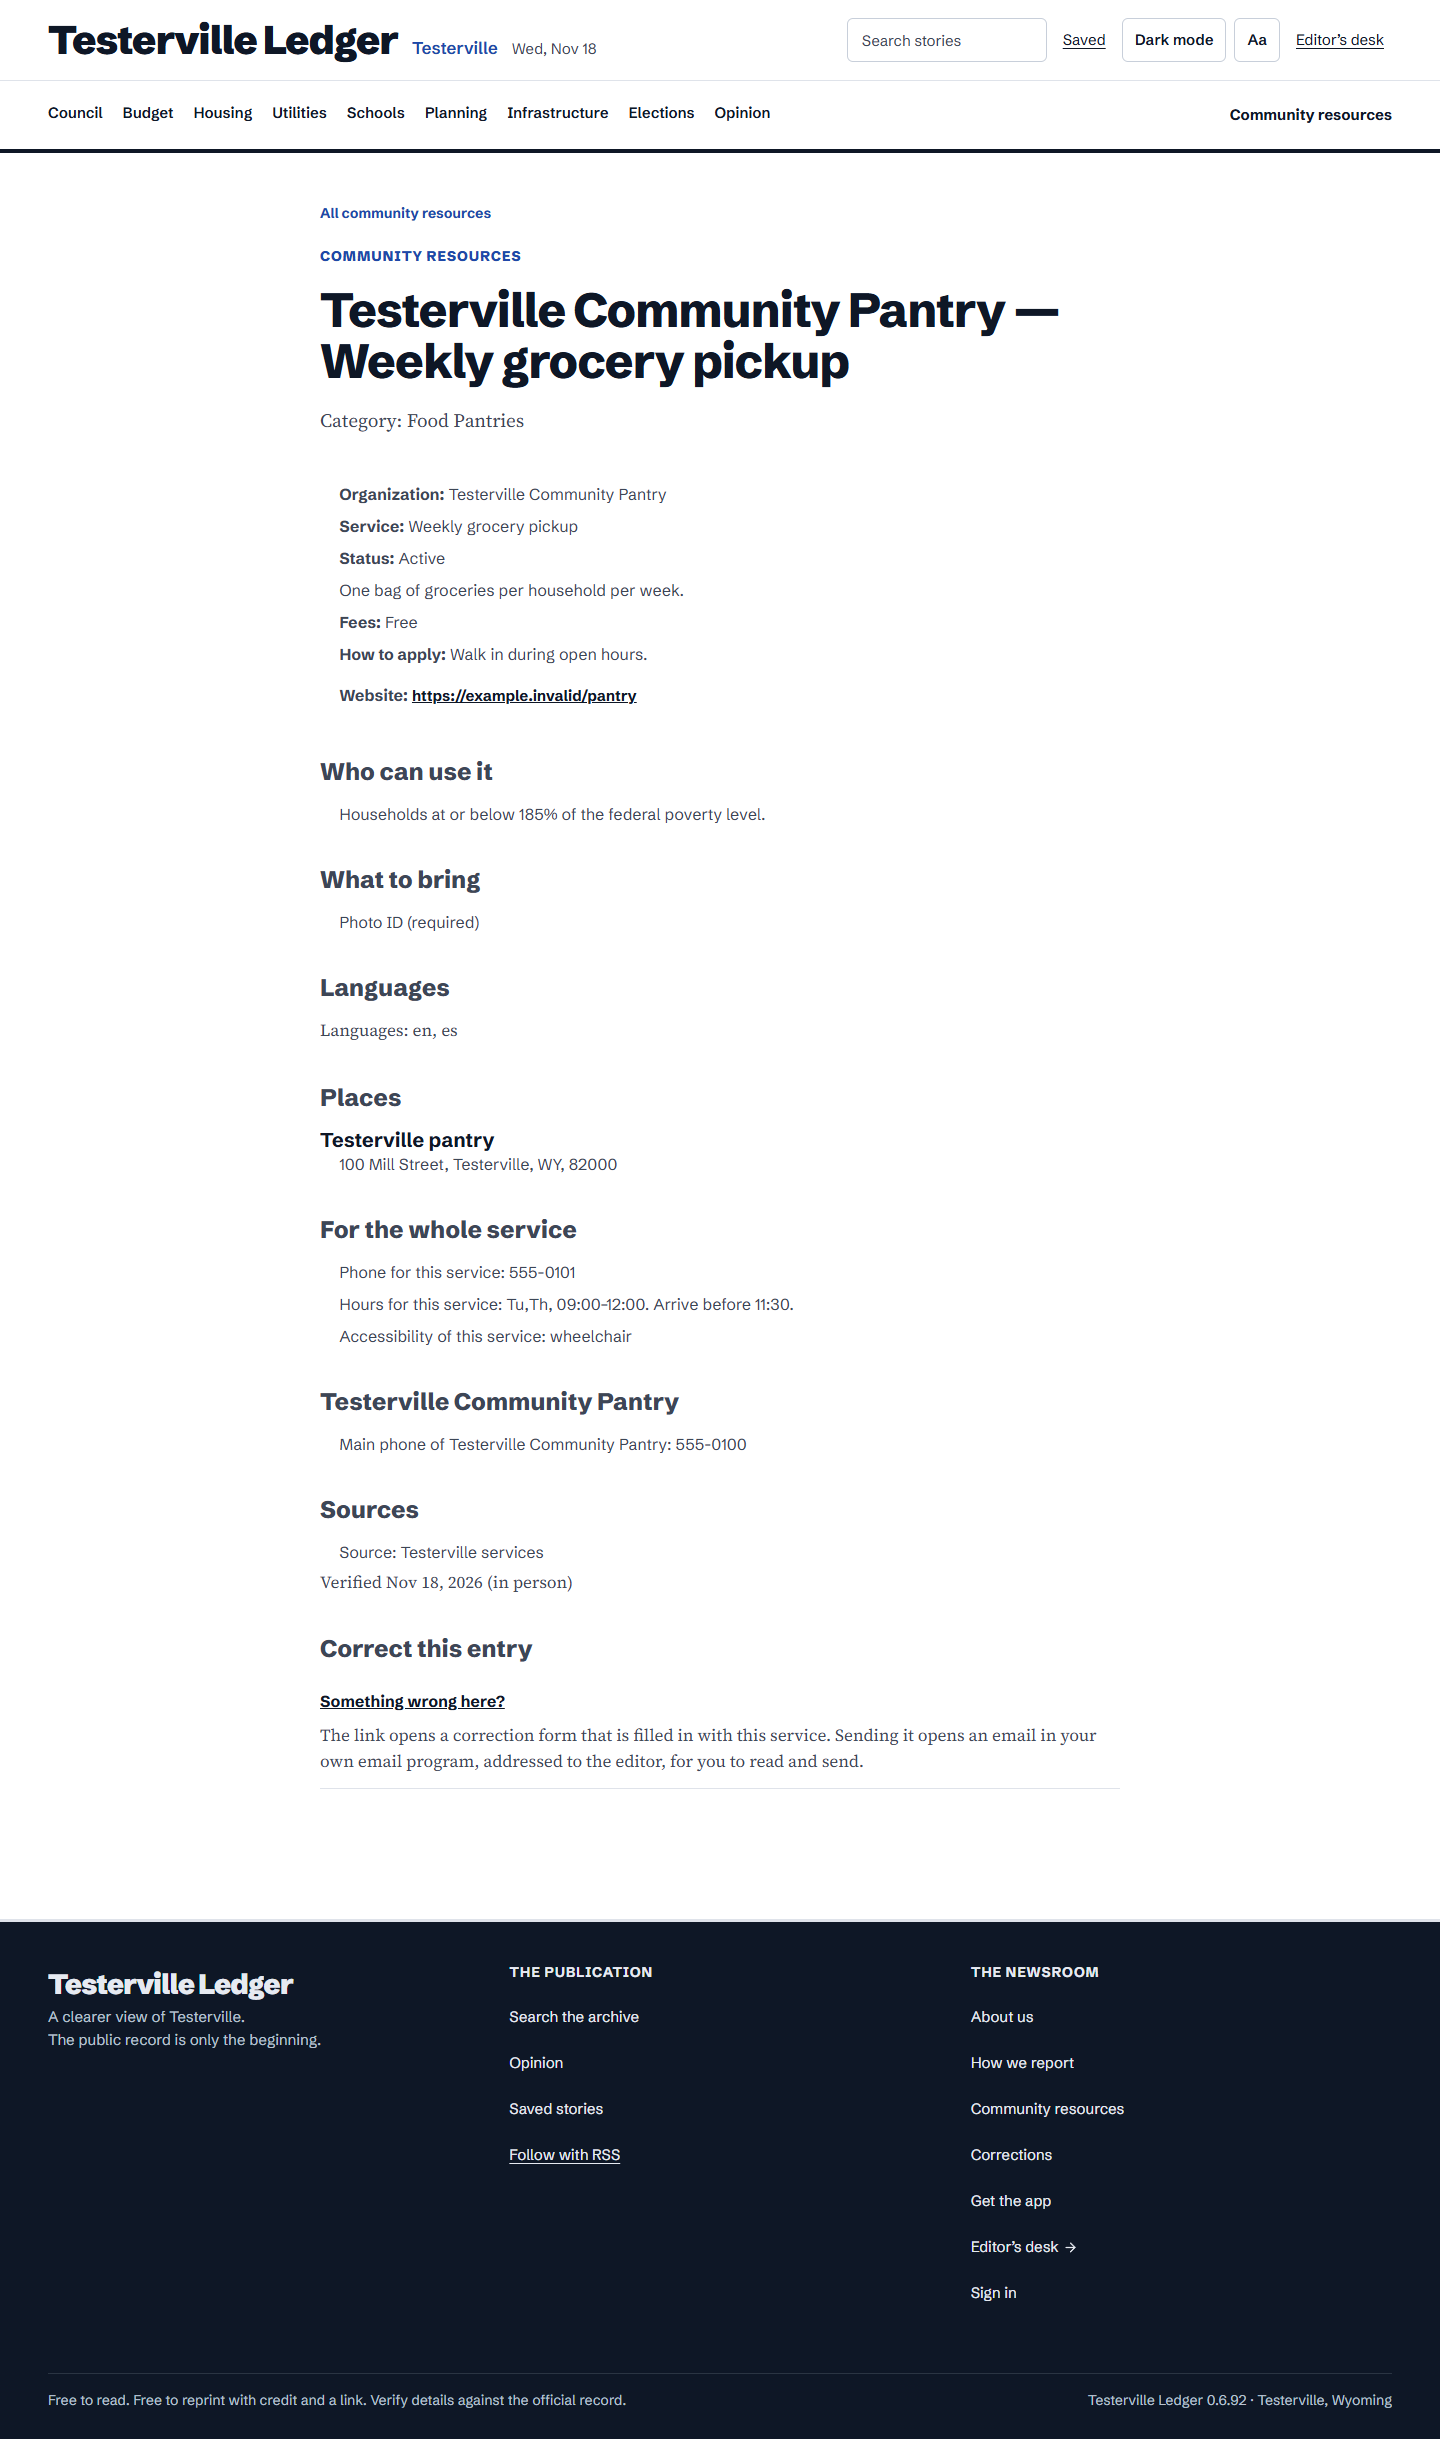 Testerville Ledger Testerville Wed, Nov 18 Search stories Saved Dark mode Aa Editor’s desk
Council Budget Housing Utilities Schools Planning Infrastructure Elections Opinion Community resources
All community resources
COMMUNITY RESOURCES
Testerville Community Pantry —
Weekly grocery pickup
Category: Food Pantries
Organization: Testerville Community Pantry
Service: Weekly grocery pickup
Status: Active
One bag of groceries per household per week.
Fees: Free
How to apply: Walk in during open hours.
Website: https://example.invalid/pantry
Who can use it
Households at or below 185% of the federal poverty level.
What to bring
Photo ID (required)
Languages
Languages: en, es
Places
Testerville pantry
100 Mill Street, Testerville, WY, 82000
For the whole service
Phone for this service: 555-0101
Hours for this service: Tu,Th, 09:00-12:00. Arrive before 11:30.
Accessibility of this service: wheelchair
Testerville Community Pantry
Main phone of Testerville Community Pantry: 555-0100
Sources
Source: Testerville services
Verified Nov 18, 2026 (in person)
Correct this entry
Something wrong here?
The link opens a correction form that is filled in with this service. Sending it opens an email in your
own email program, addressed to the editor, for you to read and send.
Testerville Ledger
A clearer view of Testerville.
The public record is only the beginning.
THE PUBLICATION
Search the archive
Opinion
Saved stories
Follow with RSS
THE NEWSROOM
About us
How we report
Community resources
Corrections
Get the app
Editor’s desk →
Sign in
Free to read. Free to reprint with credit and a link. Verify details against the official record.
Testerville Ledger 0.6.92 · Testerville, Wyoming